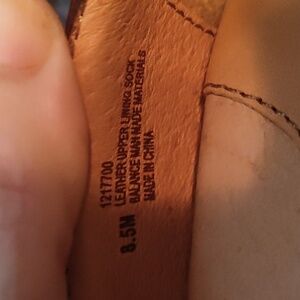 1217700
LEATHER UPPER LINING SOCK
BALANCE MAN MADE MATERIALS
MADE IN CHINA
8.5M